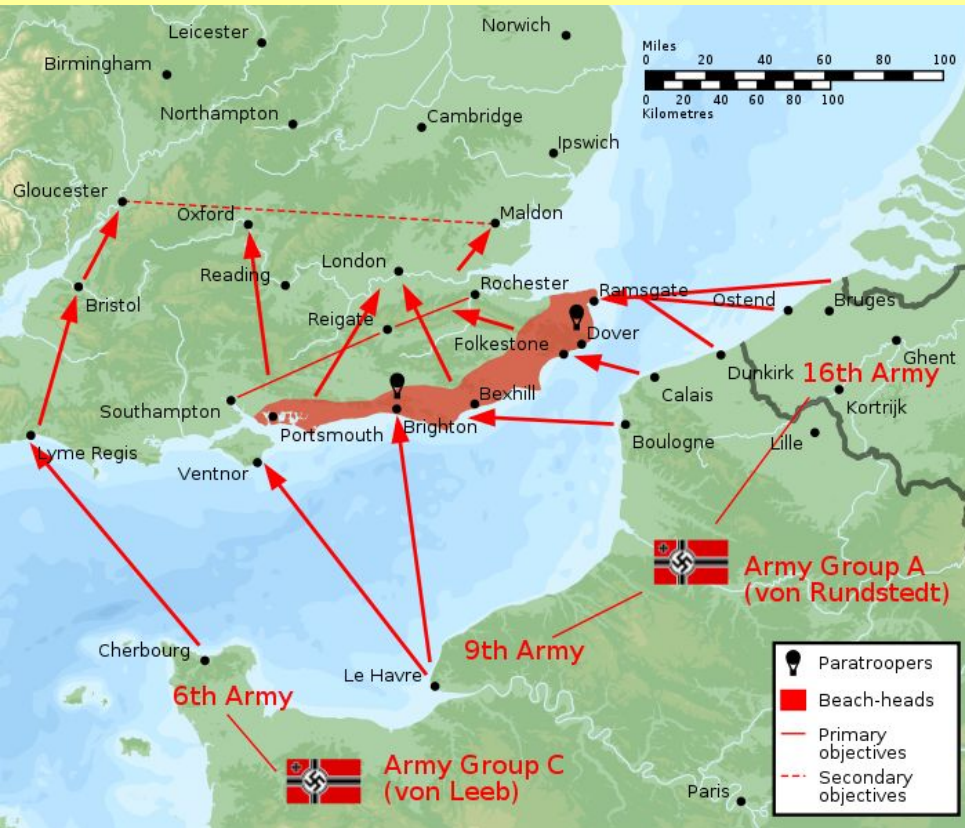 Leicester
Norwich
Birmingham
Miles
0 20 40 60 80 100
0 20 40 60 80 100
Kilometres
Northampton
Cambridge
Ipswich
Gloucester
Oxford
Maldon
London
Reading
Rochester
Ramsgate
Bristol
Ostend
Bruges
Reigate
Dover
Folkestone
Ghent
Dunkirk
16th Army
Calais
Kortrijk
Bexhill
Southampton
Portsmouth
Brighton
Boulogne
Lille
Lyme Regis
Ventnor
Army Group A
(von Rundstedt)
9th Army
Cherbourg
Le Havre
6th Army
Army Group C
(von Leeb)
Paris
Paratroopers
Beach-heads
Primary
objectives
Secondary
objectives